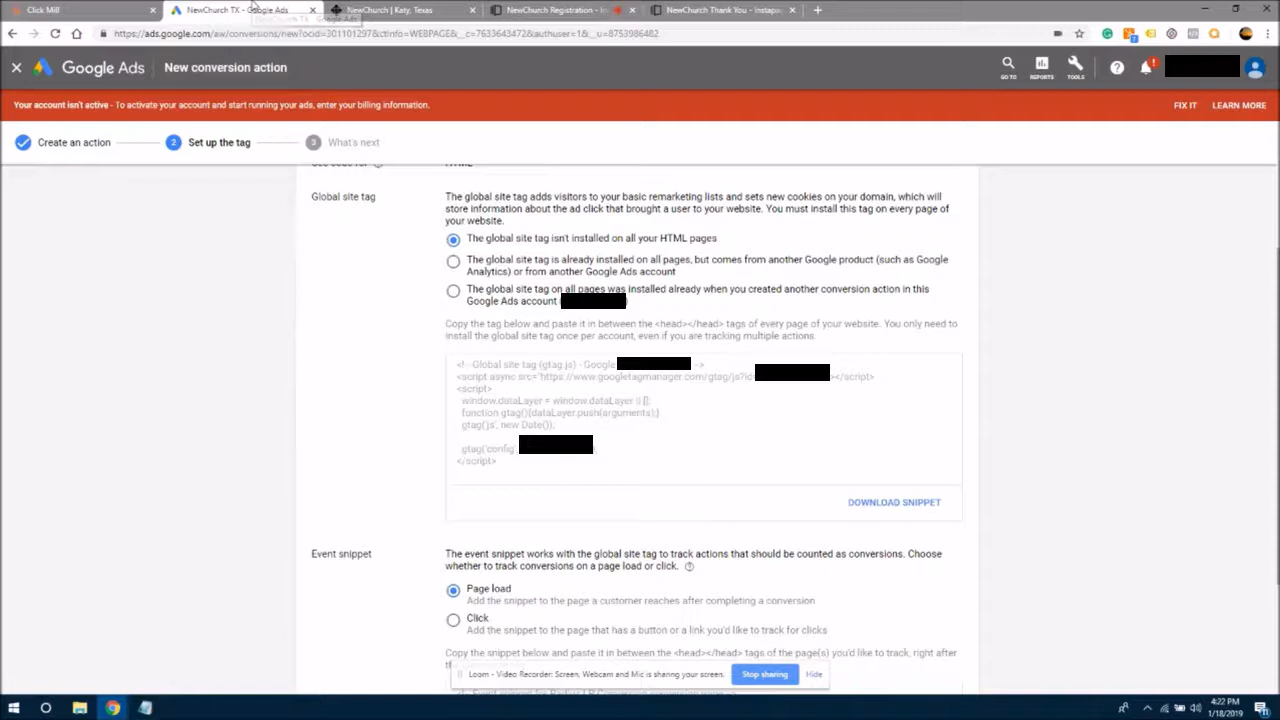 Click Mill
NewChurch TX - Google Ads
NewChurch | Katy, Texas
NewChurch Registration - In
NewChurch Thank You - Instapa
NewChurch TX - Google Ads
https://ads.google.com/aw/conversions/new?ocid=301101297&ctInfo=WEBPAGE&__c=7633643472&authuser=1&__u=8753986482
Google Ads
New conversion action
GO TO
REPORTS
TOOLS
Your account isn't active - To activate your account and start running your ads, enter your billing information.
FIX IT
LEARN MORE
Create an action
2
Set up the tag
3
What's next
HTML
Global site tag
The global site tag adds visitors to your basic remarketing lists and sets new cookies on your domain, which will
store information about the ad click that brought a user to your website. You must install this tag on every page of
your website.
The global site tag isn't installed on all your HTML pages
The global site tag is already installed on all pages, but comes from another Google product (such as Google
Analytics) or from another Google Ads account
The global site tag on all pages was installed already when you created another conversion action in this
Google Ads account ( )
Copy the tag below and paste it in between the <head></head> tags of every page of your website. You only need to
install the global site tag once per account, even if you are tracking multiple actions.
<!-- Global site tag (gtag.js) - Google -->
<script async src="https://www.googletagmanager.com/gtag/js?id= ></script>
<script>
window.dataLayer = window.dataLayer || [];
function gtag(){dataLayer.push(arguments);}
gtag('js', new Date());
gtag('config',
</script>
DOWNLOAD SNIPPET
Event snippet
The event snippet works with the global site tag to track actions that should be counted as conversions. Choose
whether to track conversions on a page load or click.
Page load
Add the snippet to the page a customer reaches after completing a conversion
Click
Add the snippet to the page that has a button or a link you'd like to track for clicks
Copy the snippet below and paste it in between the <head></head> tags of the page(s) you'd like to track, right after
Loom - Video Recorder: Screen, Webcam and Mic is sharing your screen.
Stop sharing
Hide
4:22 PM
1/18/2019